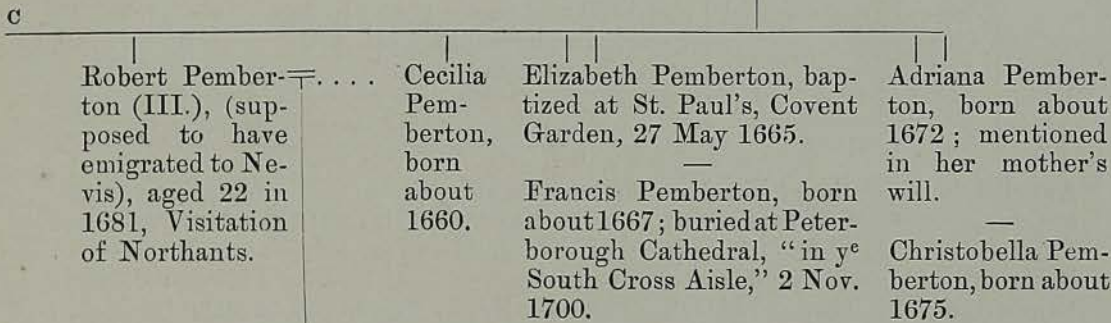 C
Robert Pember-=.... 
ton (III.), (sup-
posed to have
emigrated to Ne-
vis), aged 22 in
1681, Visitation
of Northants.
Cecilia
Pem-
berton,
born
about
1660.
Elizabeth Pemberton, bap-
tized at St. Paul's, Covent
Garden, 27 May 1665.
—
Francis Pemberton, born
about 1667; buried at Peter-
borough Cathedral, “in yᵉ
South Cross Aisle,” 2 Nov.
1700.
Adriana Pember-
ton, born about
1672; mentioned
in her mother's
will.
—
Christobella Pem-
berton, born about
1675.